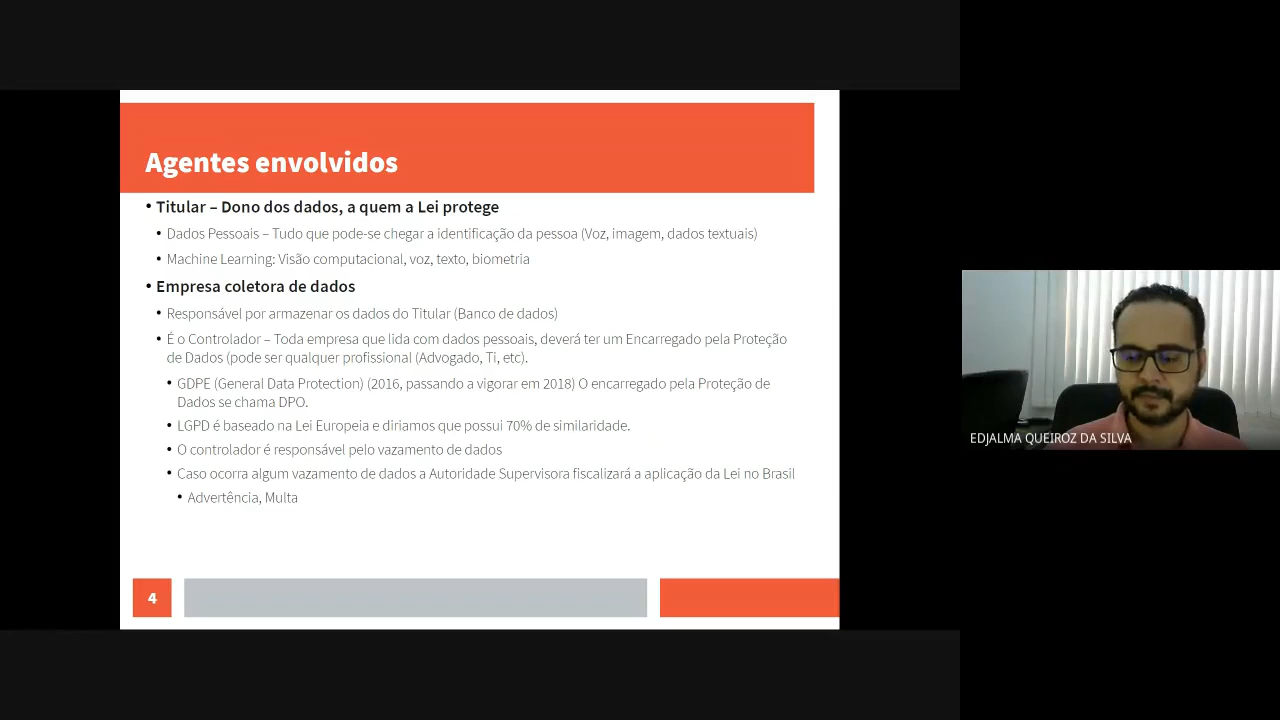 Agentes envolvidos
• Titular – Dono dos dados, a quem a Lei protege
• Dados Pessoais – Tudo que pode-se chegar a identificação da pessoa (Voz, imagem, dados textuais)
• Machine Learning: Visão computacional, voz, texto, biometria
• Empresa coletora de dados
• Responsável por armazenar os dados do Titular (Banco de dados)
• É o Controlador – Toda empresa que lida com dados pessoais, deverá ter um Encarregado pela Proteção
de Dados (pode ser qualquer profissional (Advogado, Ti, etc).
• GDPE (General Data Protection) (2016, passando a vigorar em 2018) O encarregado pela Proteção de
Dados se chama DPO.
• LGPD é baseado na Lei Europeia e diriamos que possui 70% de similaridade.
• O controlador é responsável pelo vazamento de dados
• Caso ocorra algum vazamento de dados a Autoridade Supervisora fiscalizará a aplicação da Lei no Brasil
• Advertência, Multa
4
EDJALMA QUEIROZ DA SILVA